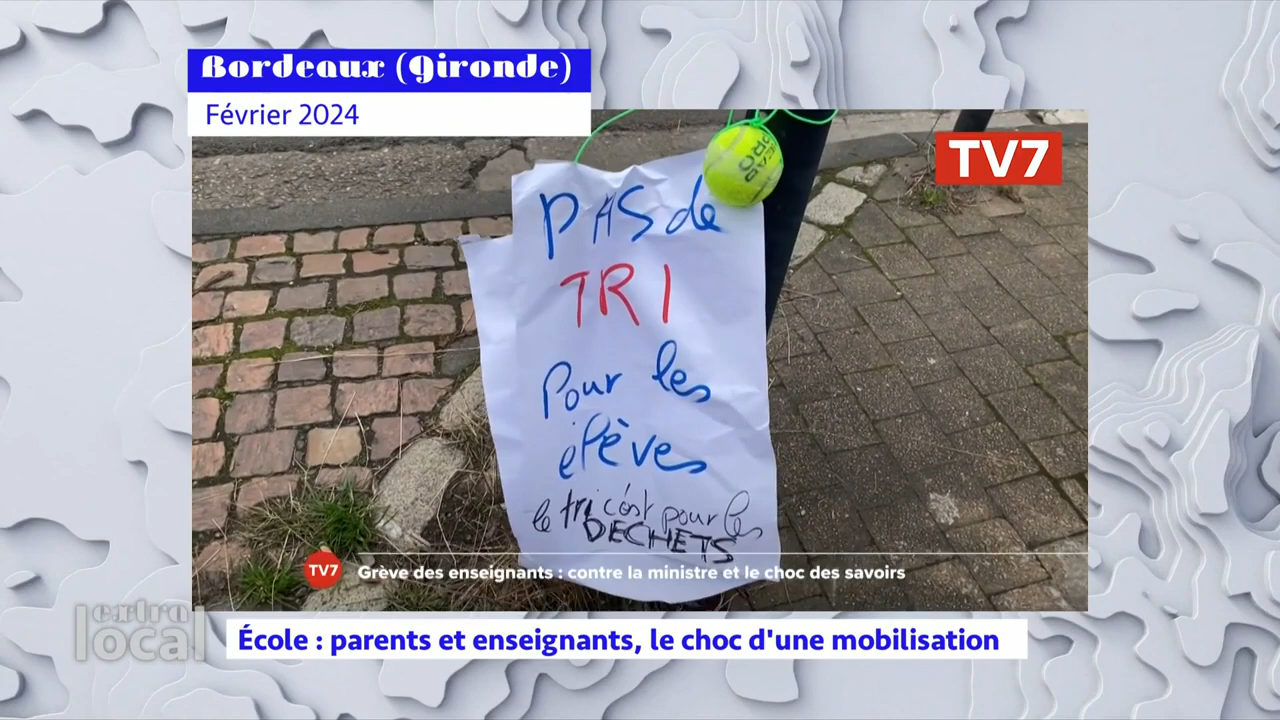 Bordeaux (Gironde)
Février 2024
TV7
HEAD
PRO
PAS de
TRI
Pour les
élèves
le tri c'est pour les
DECHETS
TV7 Grève des enseignants : contre la ministre et le choc des savoirs
extra
local
École : parents et enseignants, le choc d'une mobilisation